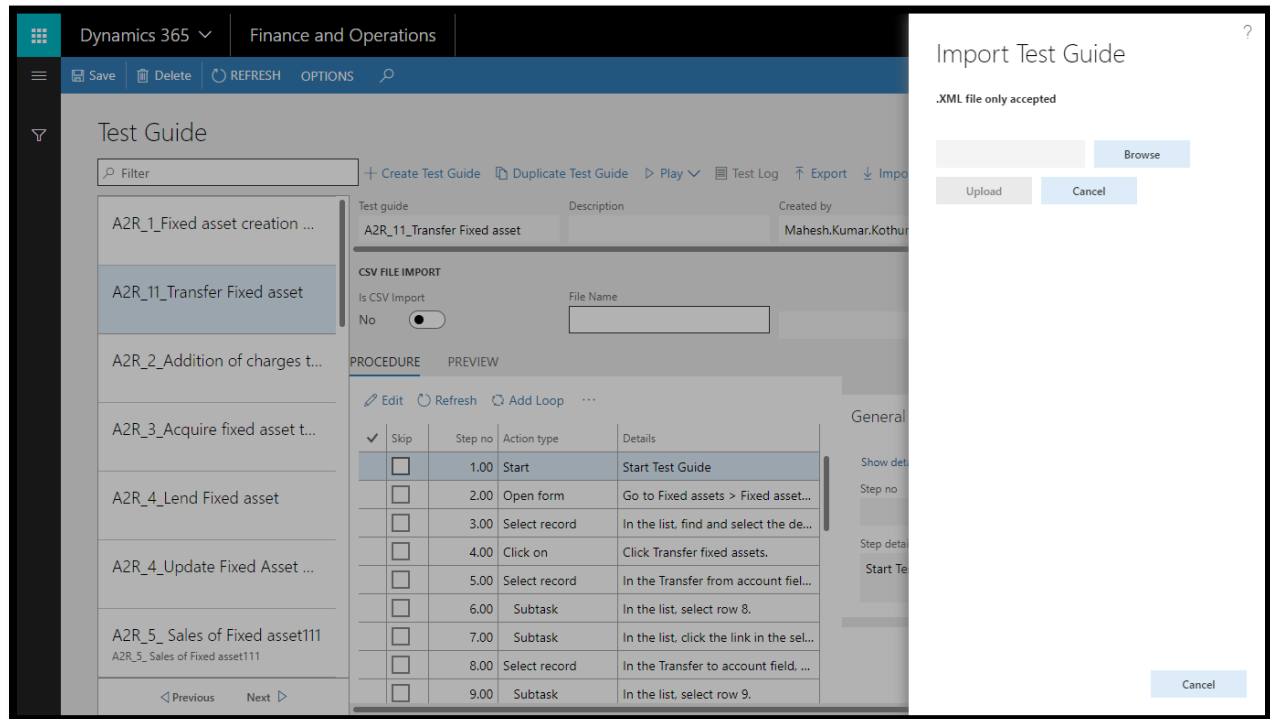 Dynamics 365 Finance and Operations
Save Delete REFRESH OPTIONS
Test Guide
Filter
A2R_1_Fixed asset creation ...
A2R_11_Transfer Fixed asset
A2R_2_Addition of charges t...
A2R_3_Acquire fixed asset t...
A2R_4_Lend Fixed asset
A2R_4_Update Fixed Asset ...
A2R_5_ Sales of Fixed asset111
A2R_5_ Sales of Fixed asset111
Previous Next
Create Test Guide Duplicate Test Guide Play Test Log Export Impo
Test guide Description Created by
A2R_11_Transfer Fixed asset Mahesh.Kumar.Kothur
CSV FILE IMPORT
Is CSV Import File Name
No
PROCEDURE PREVIEW
Edit Refresh Add Loop ...
Skip Step no Action type Details
1.00 Start Start Test Guide
2.00 Open form Go to Fixed assets > Fixed asset...
3.00 Select record In the list, find and select the de...
4.00 Click on Click Transfer fixed assets.
5.00 Select record In the Transfer from account fiel...
6.00 Subtask In the list, select row 8.
7.00 Subtask In the list, click the link in the sel...
8.00 Select record In the Transfer to account field, ...
9.00 Subtask In the list, select row 9.
General
Show deta
Step no
Step detai
Start Te
?
Import Test Guide
.XML file only accepted
Browse
Upload Cancel
Cancel